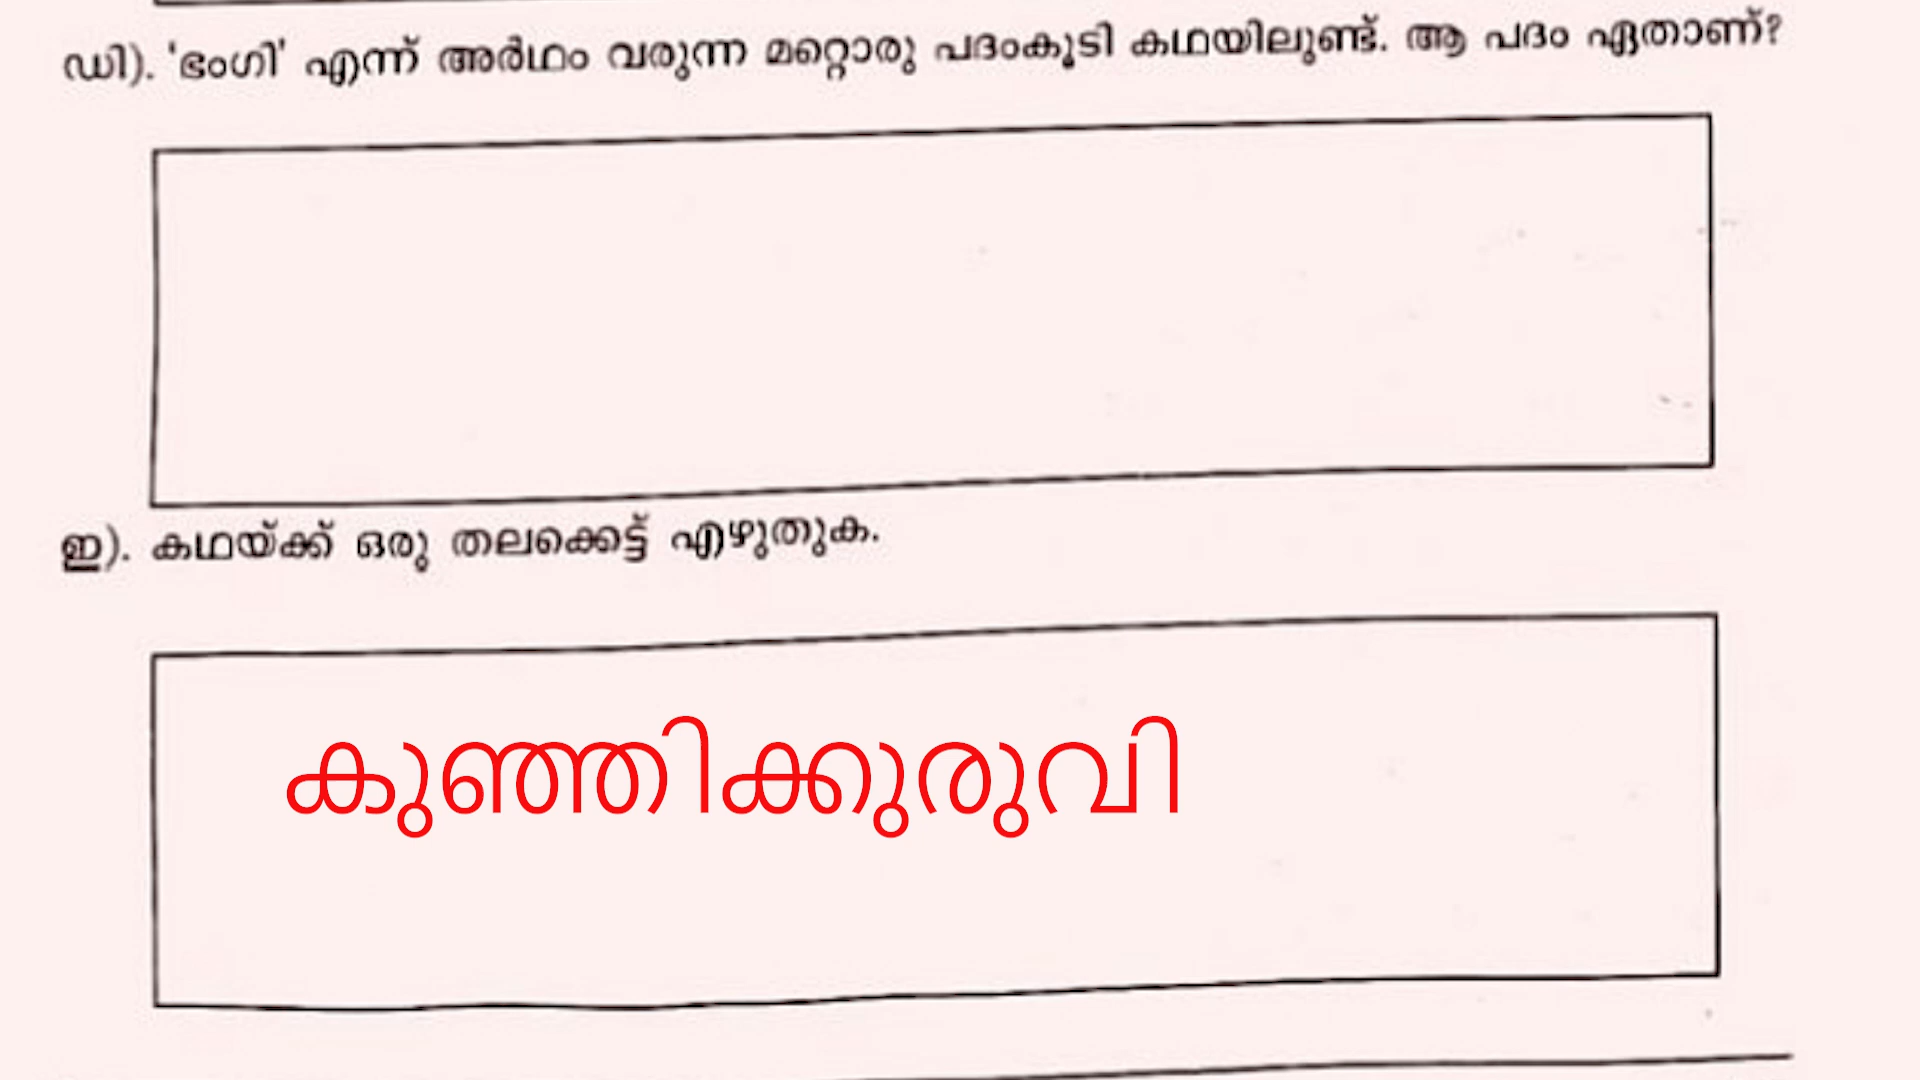 ഡി). 'ഭംഗി' എന്ന് അർഥം വരുന്ന മറ്റൊരു പദംകൂടി കഥയിലുണ്ട്. ആ പദം ഏതാണ്?
ഇ). കഥയ്ക്ക് ഒരു തലക്കെട്ട് എഴുതുക.
കുഞ്ഞിക്കുരുവി